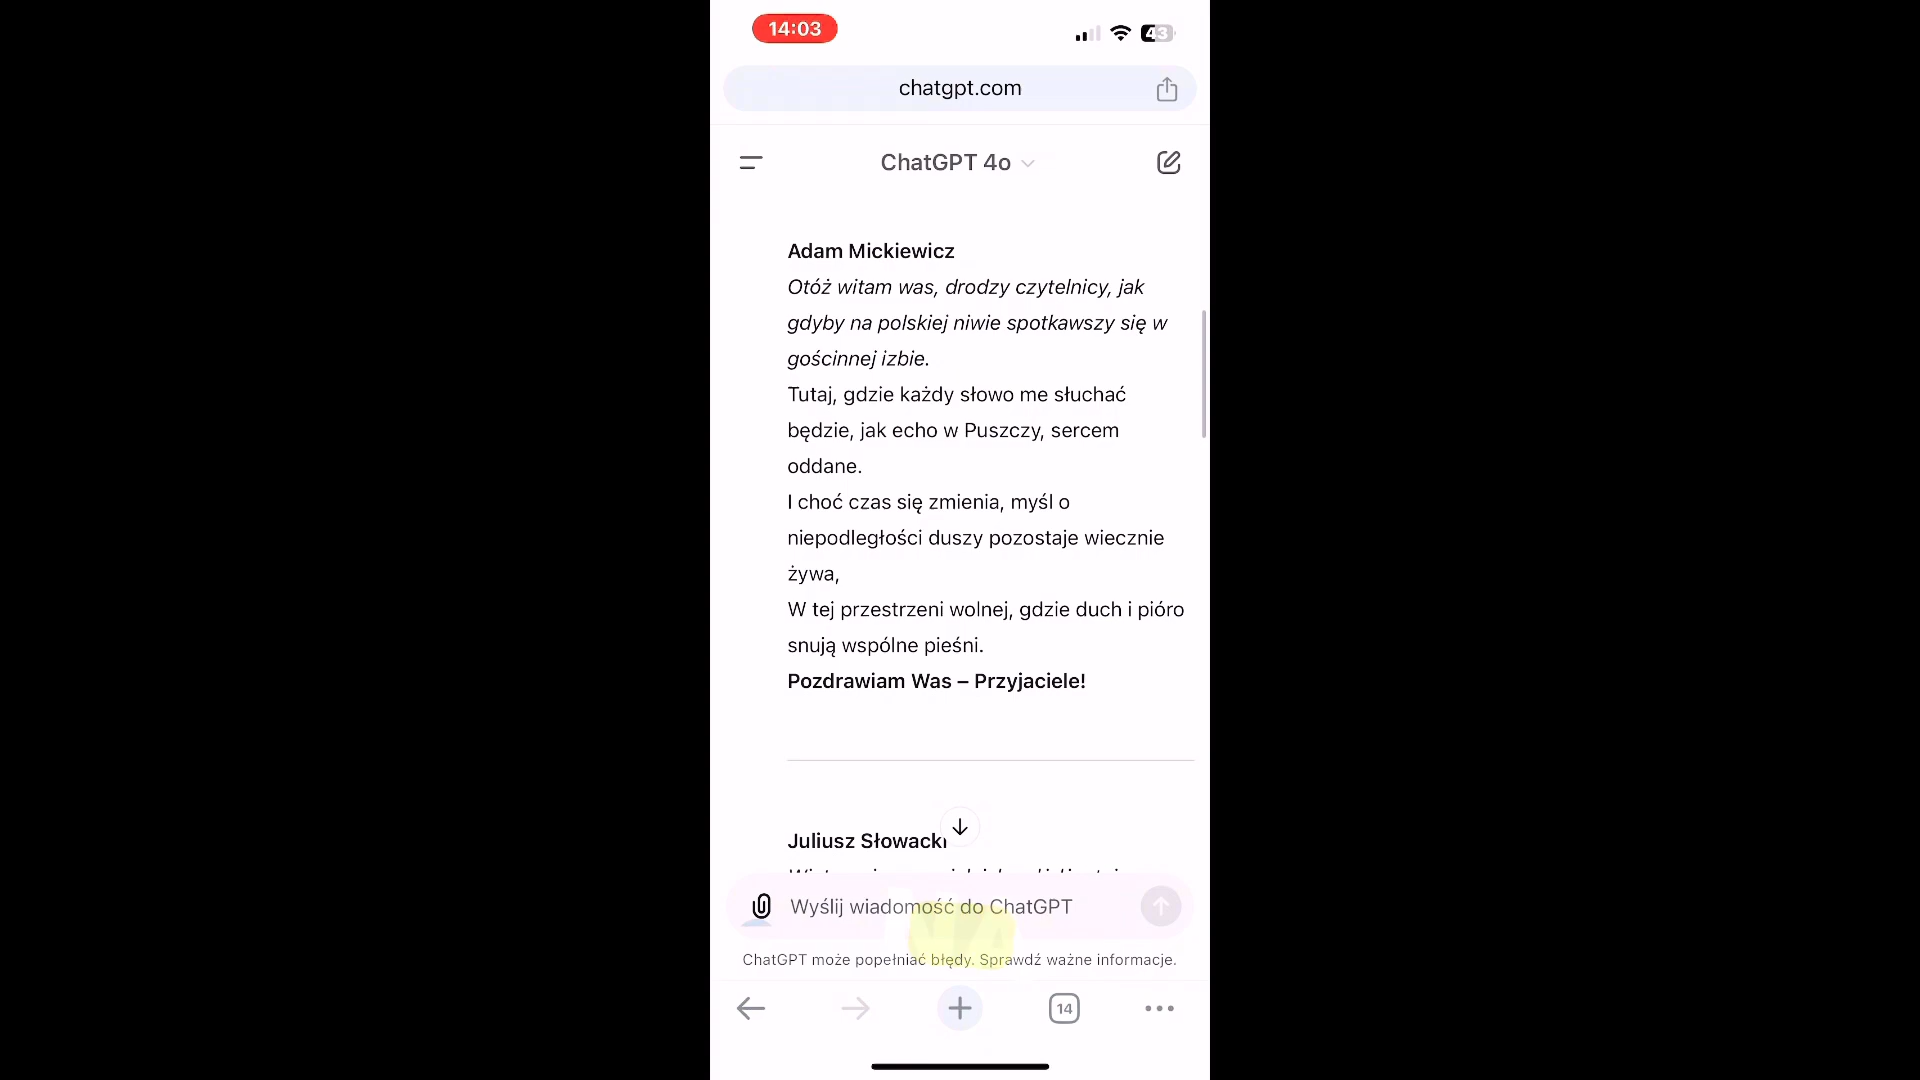 14:03
43
chatgpt.com
ChatGPT 4o
Adam Mickiewicz
Otóż witam was, drodzy czytelnicy, jak
gdyby na polskiej niwie spotkawszy się w
gościnnej izbie.
Tutaj, gdzie każdy słowo me słuchać
będzie, jak echo w Puszczy, sercem
oddane.
I choć czas się zmienia, myśl o
niepodległości duszy pozostaje wiecznie
żywa,
W tej przestrzeni wolnej, gdzie duch i pióro
snują wspólne pieśni.
Pozdrawiam Was – Przyjaciele!
Juliusz Słowacki
Wyślij wiadomość do ChatGPT
ChatGPT może popełniać błędy. Sprawdź ważne informacje.
14